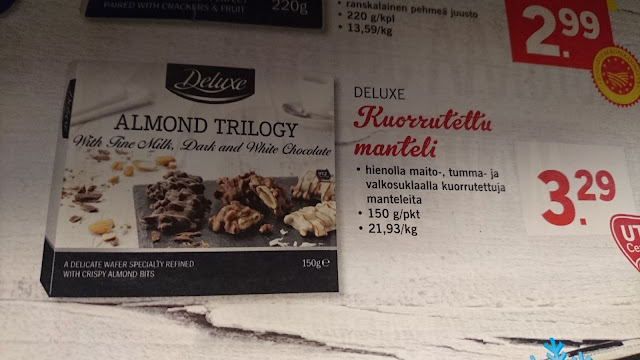 PAIRED WITH CRACKERS & FRUIT
220g
ranskalainen pehmeä juusto
• 220 g/kpl
• 13,59/kg
2.99
Deluxe
ALMOND TRILOGY
With Fine Milk, Dark and White Chocolate
A DELICATE WAFER SPECIALTY REFINED
WITH CRISPY ALMOND BITS
150g e
DELUXE
Kuorrutettu
manteli
• hienolla maito-, tumma- ja
valkosuklaalla kuorrutettuja
manteleita
• 150 g/pkt
• 21,93/kg
3.29
UT
Ce